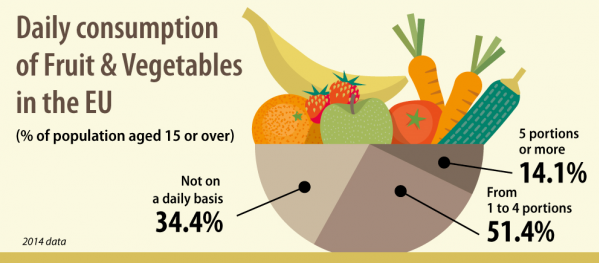 Daily consumption
of Fruit & Vegetables
in the EU
(% of population aged 15 or over)
Not on
a daily basis
34.4%
5 portions
or more
14.1%
From
1 to 4 portions
51.4%
2014 data